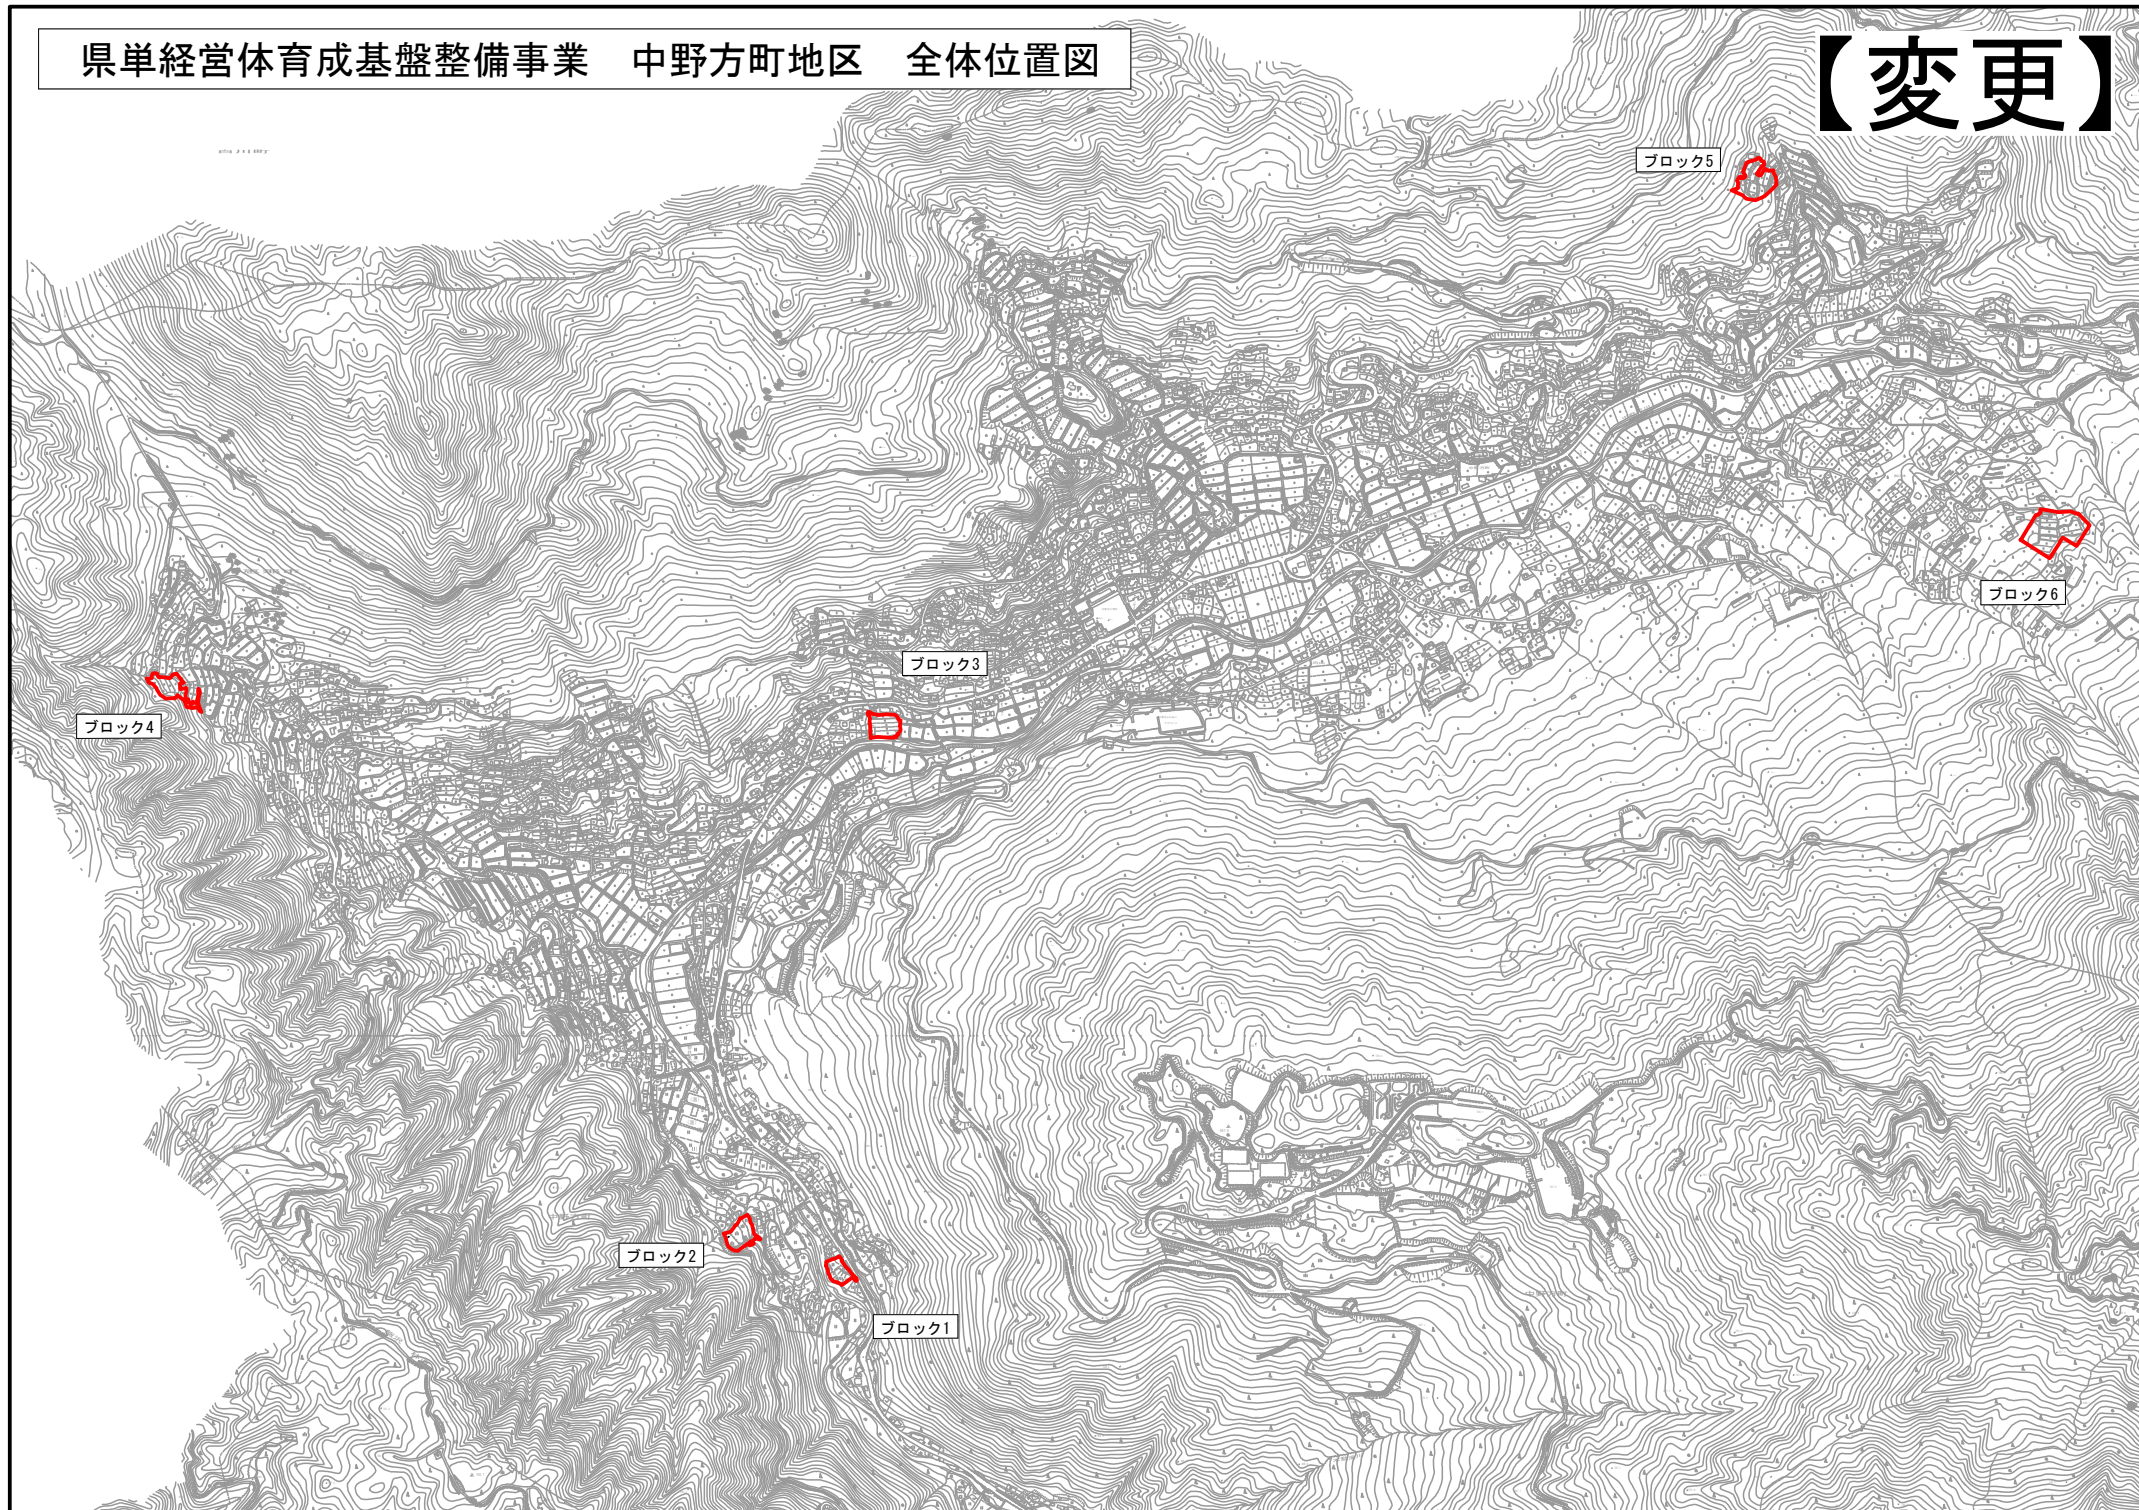 県単経営体育成基盤整備事業　中野方町地区　全体位置図
【変更】
ブロック5
ブロック6
ブロック3
ブロック4
ブロック2
ブロック1